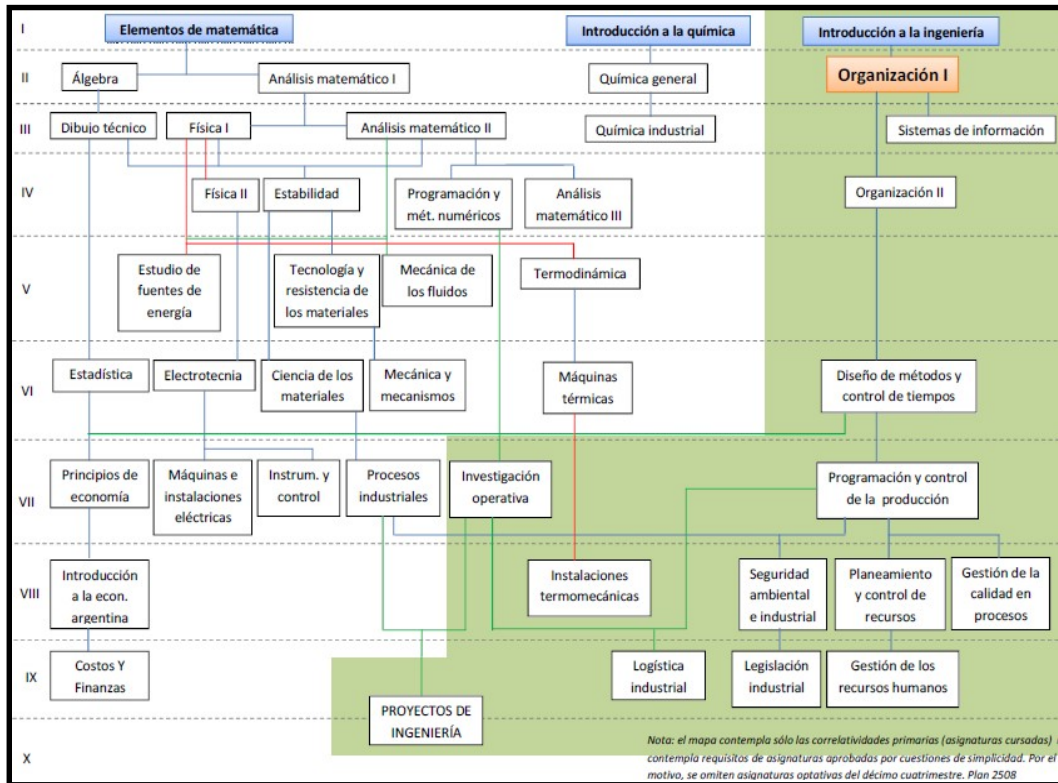 I
Elementos de matemática
Introducción a la química
Introducción a la ingeniería
II
Álgebra
Análisis matemático I
Química general
Organización I
III
Dibujo técnico
Física I
Análisis matemático II
Química industrial
Sistemas de información
IV
Física II
Estabilidad
Programación y
mét. numéricos
Análisis
matemático III
Organización II
V
Estudio de
fuentes de
energía
Tecnología y
resistencia de
los materiales
Mecánica de
los fluidos
Termodinámica
VI
Estadística
Electrotecnia
Ciencia de los
materiales
Mecánica y
mecanismos
Máquinas
térmicas
Diseño de métodos y
control de tiempos
VII
Principios de
economía
Máquinas e
instalaciones
eléctricas
Instrum. y
control
Procesos
industriales
Investigación
operativa
Programación y control
de la producción
VIII
Introducción
a la econ.
argentina
Instalaciones
termomecánicas
Seguridad
ambiental
e industrial
Planeamiento
y control de
recursos
Gestión de la
calidad en
procesos
IX
Costos Y
Finanzas
Logística
industrial
Legislación
industrial
Gestión de los
recursos humanos
PROYECTOS DE
INGENIERÍA
X
Nota: el mapa contempla sólo las correlatividades primarias (asignaturas cursadas)
contempla requisitos de asignaturas aprobadas por cuestiones de simplicidad. Por el
motivo, se omiten asignaturas optativas del décimo cuatrimestre. Plan 2508